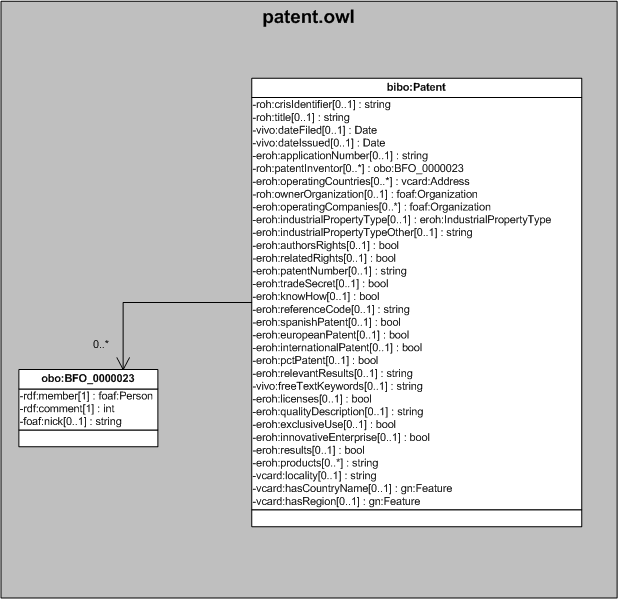 patent.owl
bibo:Patent
-roh:crisIdentifier[0..1] : string
-roh:title[0..1] : string
-vivo:dateFiled[0..1] : Date
-vivo:dateIssued[0..1] : Date
-eroh:applicationNumber[0..1] : string
-roh:patentInventor[0..*] : obo:BFO_0000023
-eroh:operatingCountries[0..*] : vcard:Address
-roh:ownerOrganization[0..1] : foaf:Organization
-eroh:operatingCompanies[0..*] : foaf:Organization
-eroh:industrialPropertyType[0..1] : eroh:IndustrialPropertyType
-eroh:industrialPropertyTypeOther[0..1] : string
-eroh:authorsRights[0..1] : bool
-eroh:relatedRights[0..1] : bool
-eroh:patentNumber[0..1] : string
-eroh:tradeSecret[0..1] : bool
-eroh:knowHow[0..1] : bool
-eroh:referenceCode[0..1] : string
-eroh:spanishPatent[0..1] : bool
-eroh:europeanPatent[0..1] : bool
-eroh:internationalPatent[0..1] : bool
-eroh:pctPatent[0..1] : bool
-eroh:relevantResults[0..1] : string
-vivo:freeTextKeywords[0..1] : string
-eroh:licenses[0..1] : bool
-eroh:qualityDescription[0..1] : string
-eroh:exclusiveUse[0..1] : bool
-eroh:innovativeEnterprise[0..1] : bool
-eroh:results[0..1] : bool
-eroh:products[0..*] : string
-vcard:locality[0..1] : string
-vcard:hasCountryName[0..1] : gn:Feature
-vcard:hasRegion[0..1] : gn:Feature
0..*
obo:BFO_0000023
-rdf:member[1] : foaf:Person
-rdf:comment[1] : int
-foaf:nick[0..1] : string